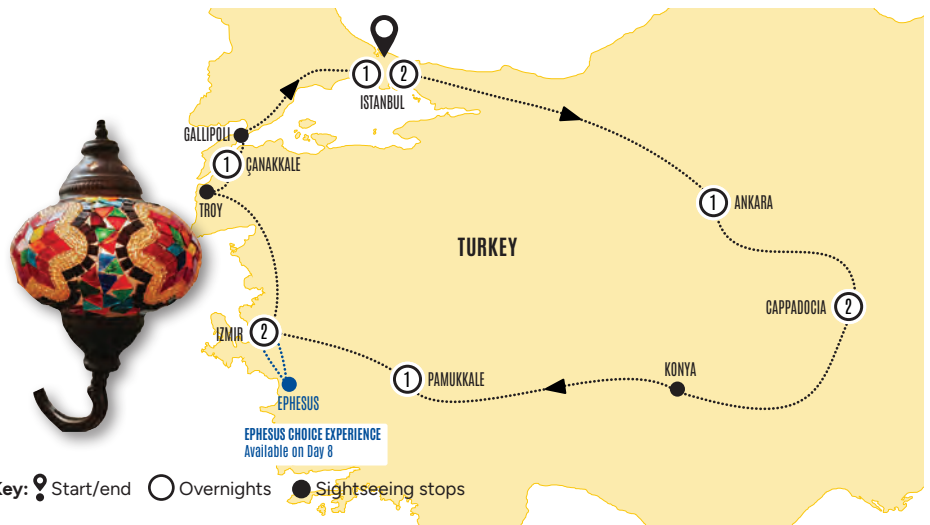 1
2
ISTANBUL
GALLIPOLI
1
ÇANAKKALE
TROY
1
ANKARA
TURKEY
2
CAPPADOCIA
IZMIR
2
KONYA
1
PAMUKKALE
EPHESUS
EPHESUS CHOICE EXPERIENCE
Available on Day 8
Key: Start/end Overnights Sightseeing stops